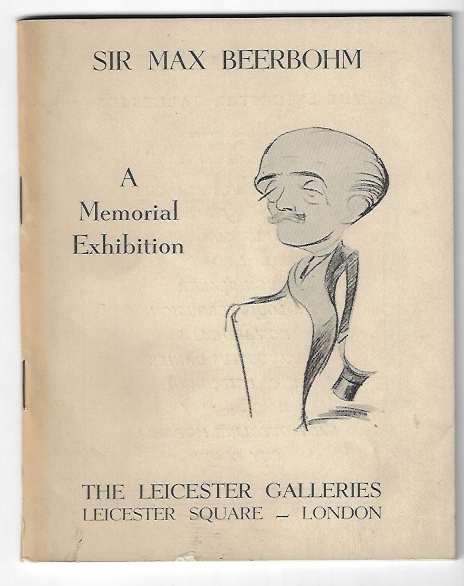 SIR MAX BEERBOHM
A
Memorial
Exhibition
THE LEICESTER GALLERIES
LEICESTER SQUARE – LONDON